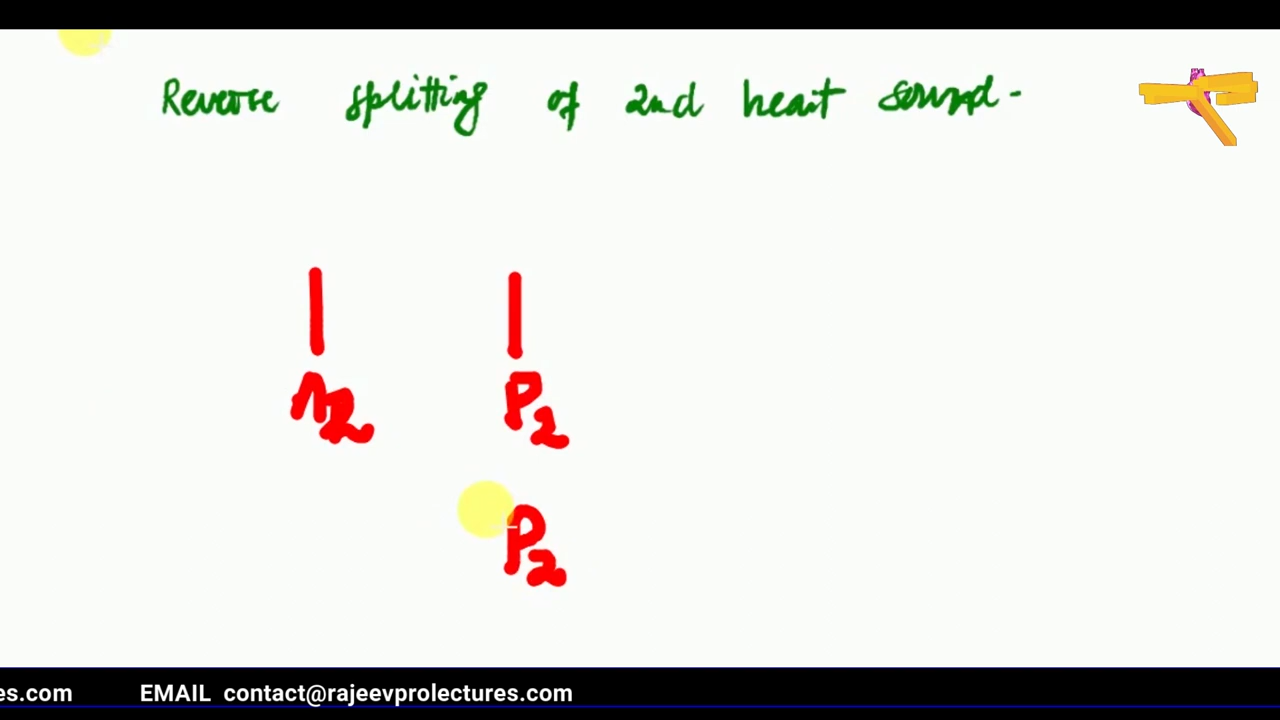 Reverse splitting of 2nd heart sound-
A2 P2
P2
es.com EMAIL contact@rajeevprolectures.com